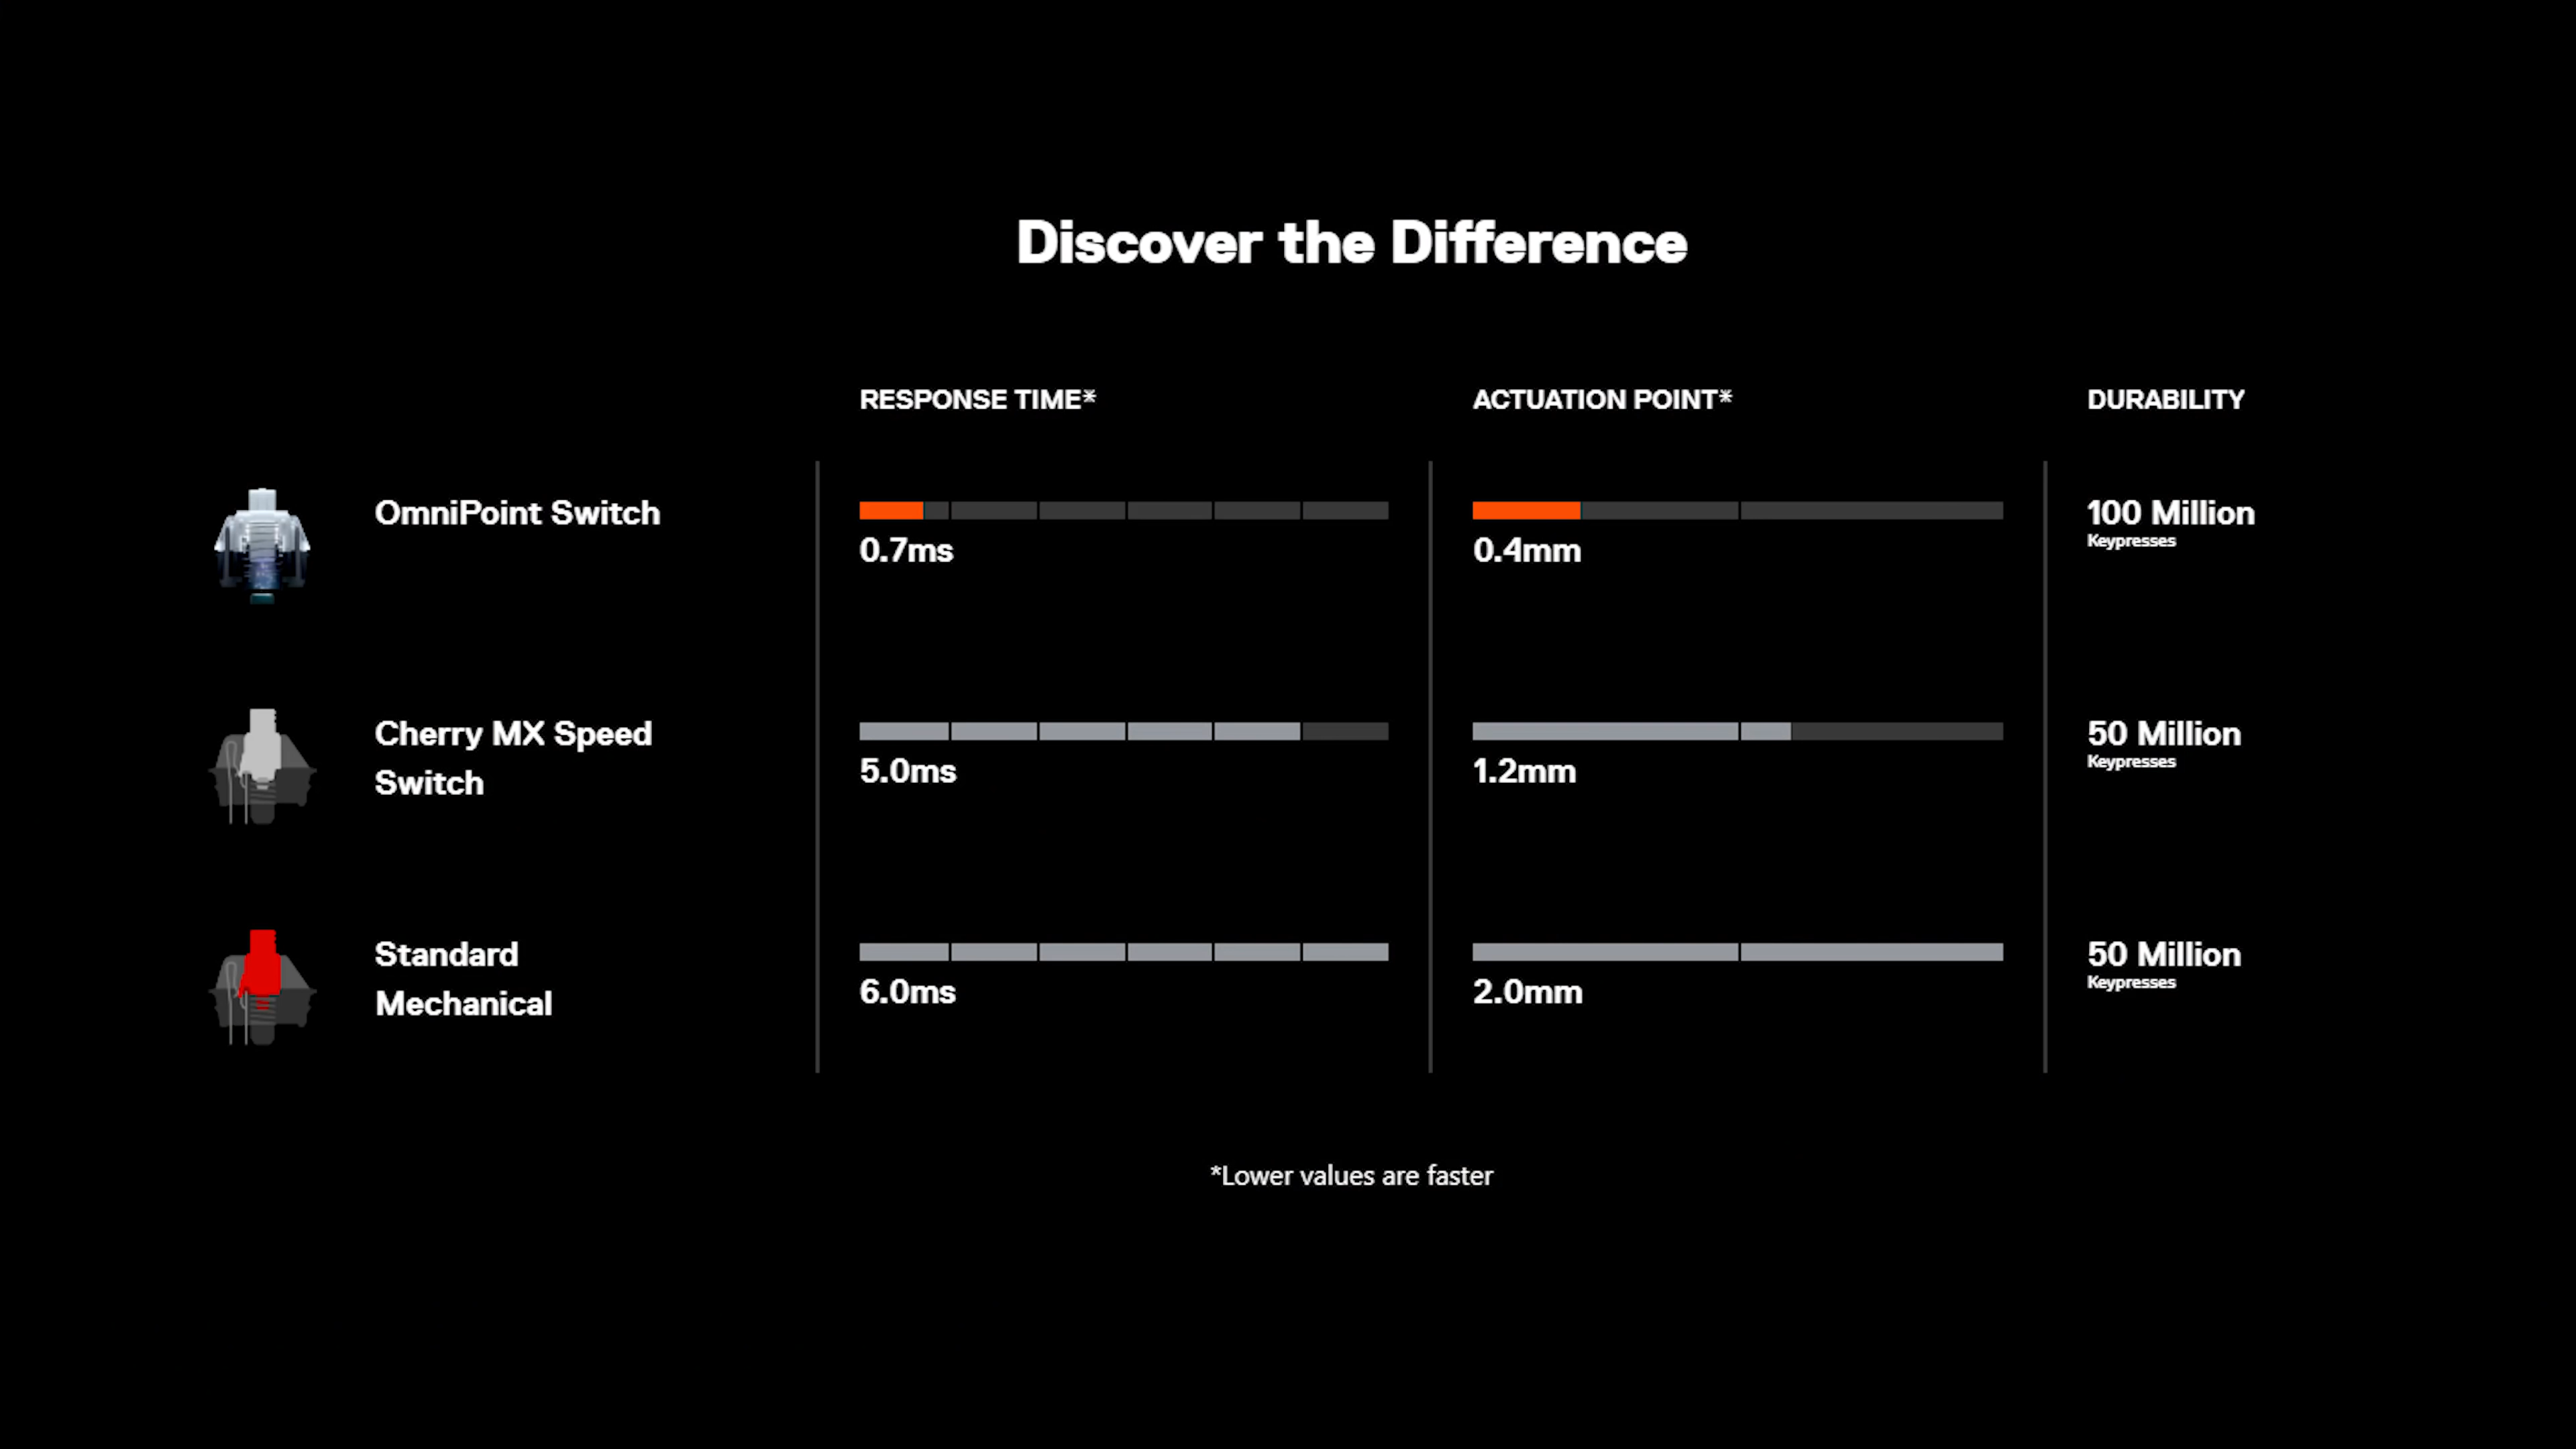 Discover the Difference
RESPONSE TIME* ACTUATION POINT* DURABILITY
OmniPoint Switch
0.7ms
0.4mm
100 Million
Keypresses
Cherry MX Speed
Switch
5.0ms
1.2mm
50 Million
Keypresses
Standard
Mechanical
6.0ms
2.0mm
50 Million
Keypresses
*Lower values are faster